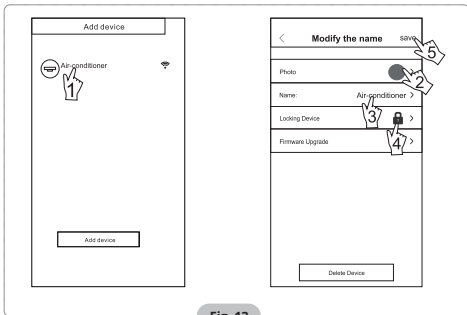 Add device
Air-conditioner
1
Add device
< Modify the name save
5
Photo >
2
Name: Air-conditioner >
3
Locking Device >
4
Firmware Upgrade >
Delete Device